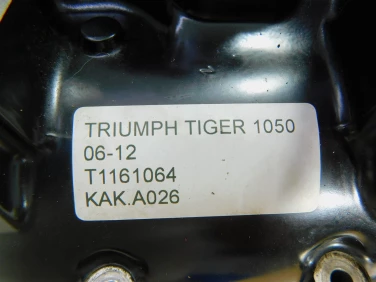 TRIUMPH TIGER 1050
06-12
T1161064
KAK.A026